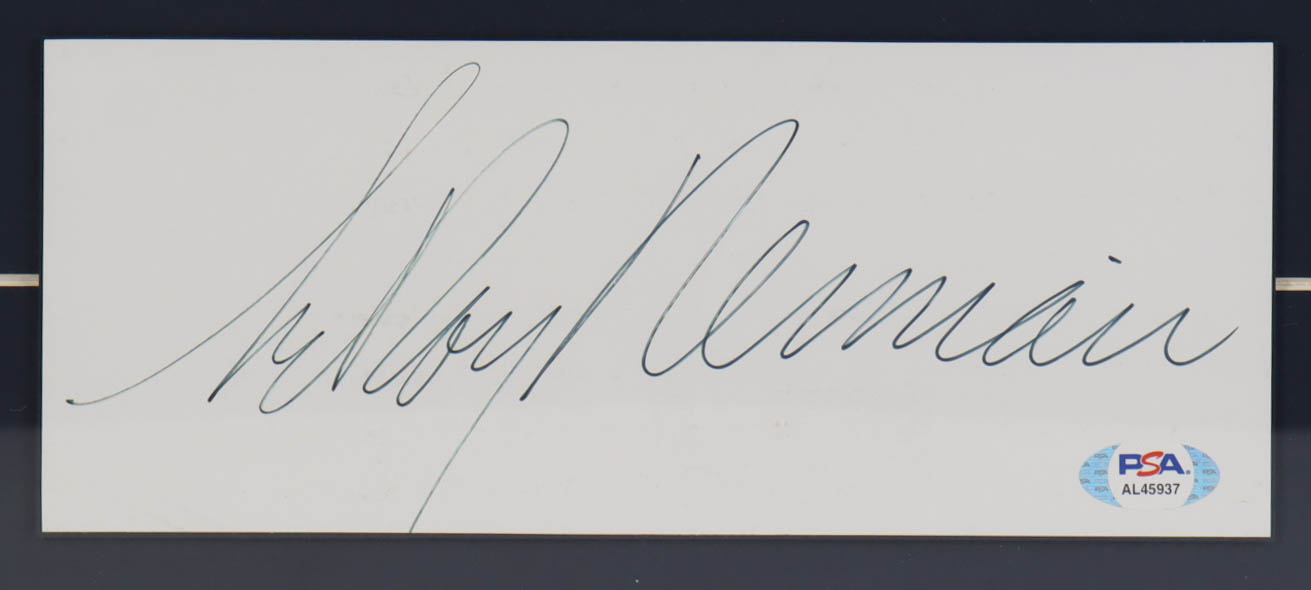 LeRoy Neiman
PSA
AL45937